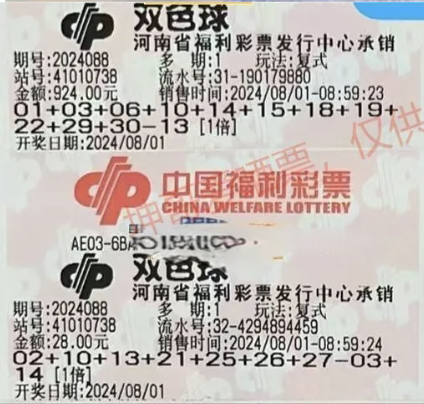 双色球
河南省福利彩票发行中心承销
期号:2024088 多 期:1 玩法:复式
站号:41010738 流水号:31-190179880
金额:924.00元 销售时间:2024/08/01-08:59:23
01+03+06+10+14+15+18+19+
22+29+30-13 [1倍]
开奖日期:2024/08/01
中国福利彩票
CHINA WELFARE LOTTERY
AE03-6BA
双色球
河南省福利彩票发行中心承销
期号:2024088 多 期:1 玩法:复式
站号:41010738 流水号:32-4294894459
金额:28.00元 销售时间:2024/08/01-08:59:24
02+10+13+21+25+26+27-03+
14 [1倍]
开奖日期:2024/08/01